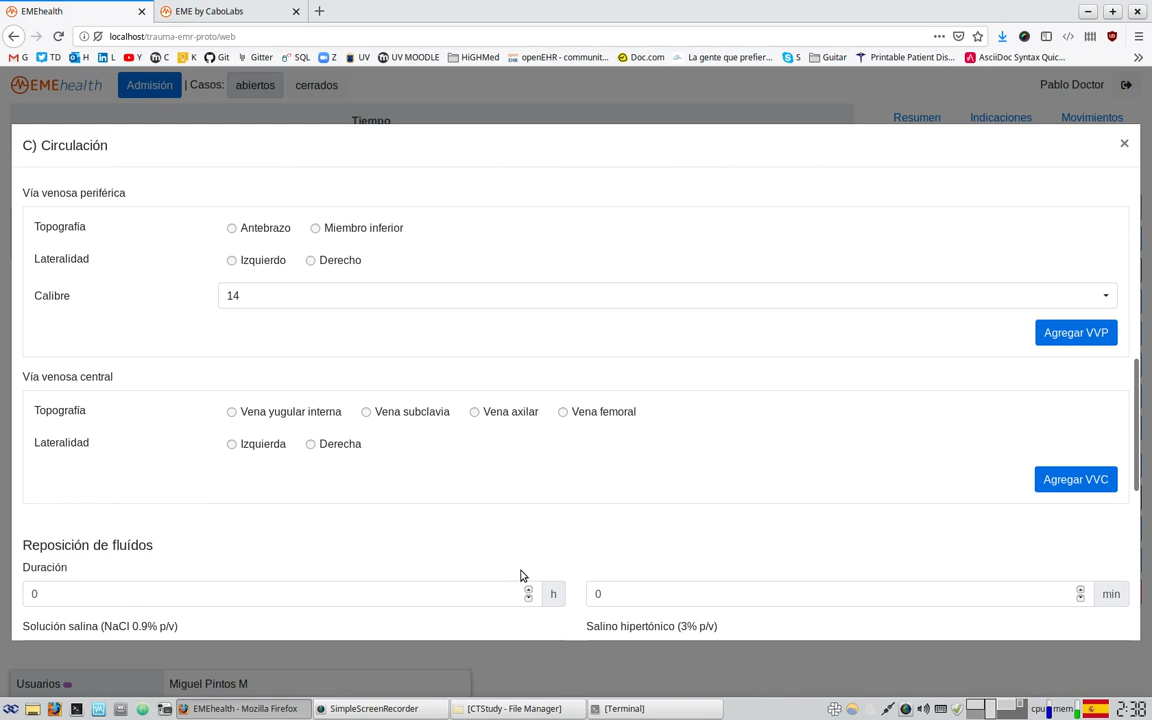 EMEhealth
EME by CaboLabs
localhost/trauma-emr-proto/web
G TD H L Y C K Git Gitter SQL Z UV UV MOODLE HiGHMed openEHR - communit... Doc.com La gente que prefier... S Guitar Printable Patient Dis... AsciiDoc Syntax Quic...
EMEhealth Admisión | Casos: abiertos cerrados Pablo Doctor
Tiempo Resumen Indicaciones Movimientos
C) Circulación ×
Vía venosa periférica
Topografía Antebrazo Miembro inferior
Lateralidad Izquierdo Derecho
Calibre 14
Agregar VVP
Vía venosa central
Topografía Vena yugular interna Vena subclavia Vena axilar Vena femoral
Lateralidad Izquierda Derecha
Agregar VVC
Reposición de fluídos
Duración
0 h 0 min
Solución salina (NaCl 0.9% p/v) Salino hipertónico (3% p/v)
Usuarios Miguel Pintos M
EMEhealth - Mozilla Firefox SimpleScreenRecorder [CTStudy - File Manager] [Terminal] cpu mem 2:38